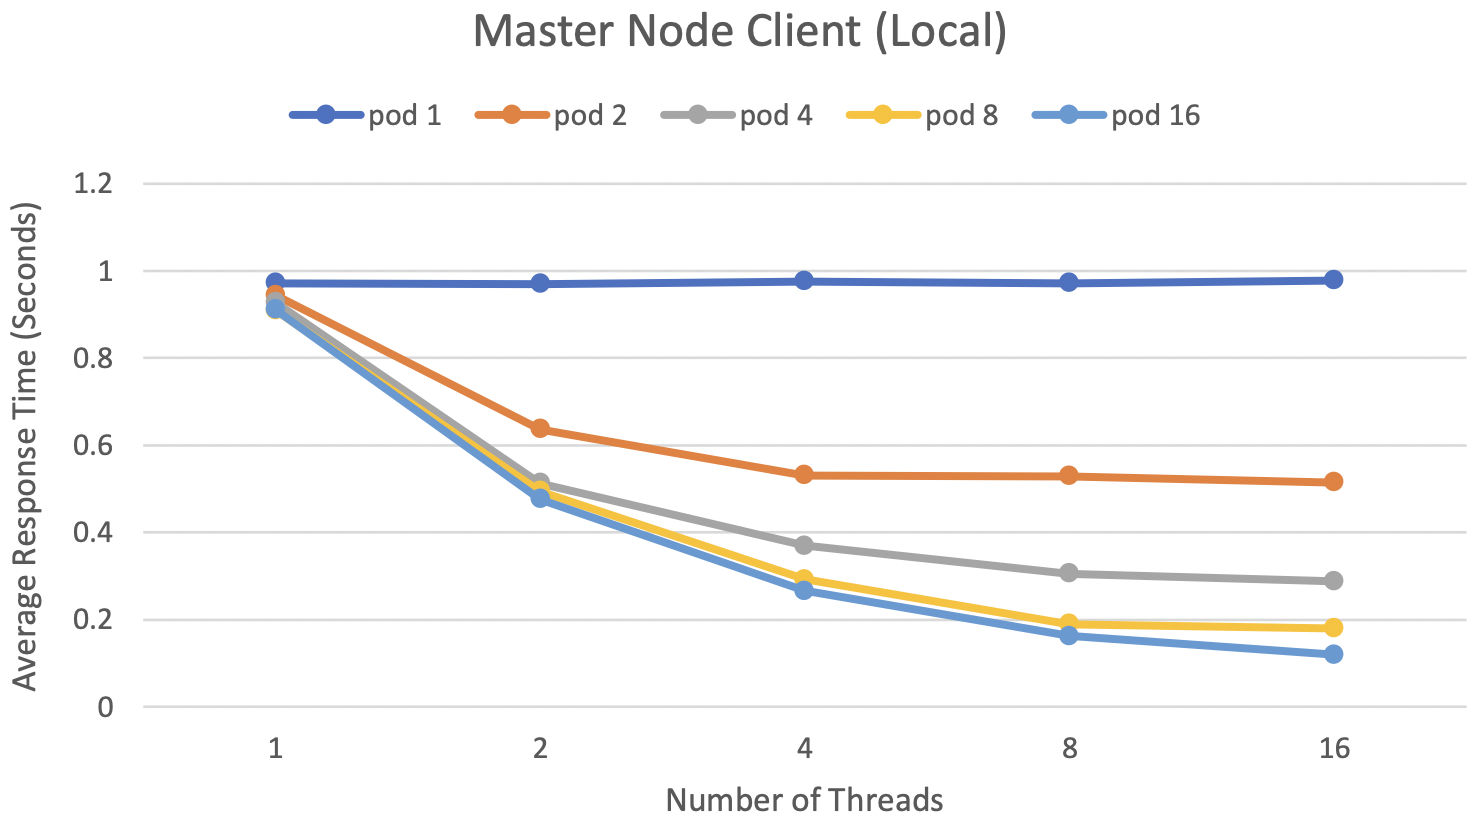 Master Node Client (Local)
pod 1 pod 2 pod 4 pod 8 pod 16
Average Response Time (Seconds)
1.2
1
0.8
0.6
0.4
0.2
0
1 2 4 8 16
Number of Threads